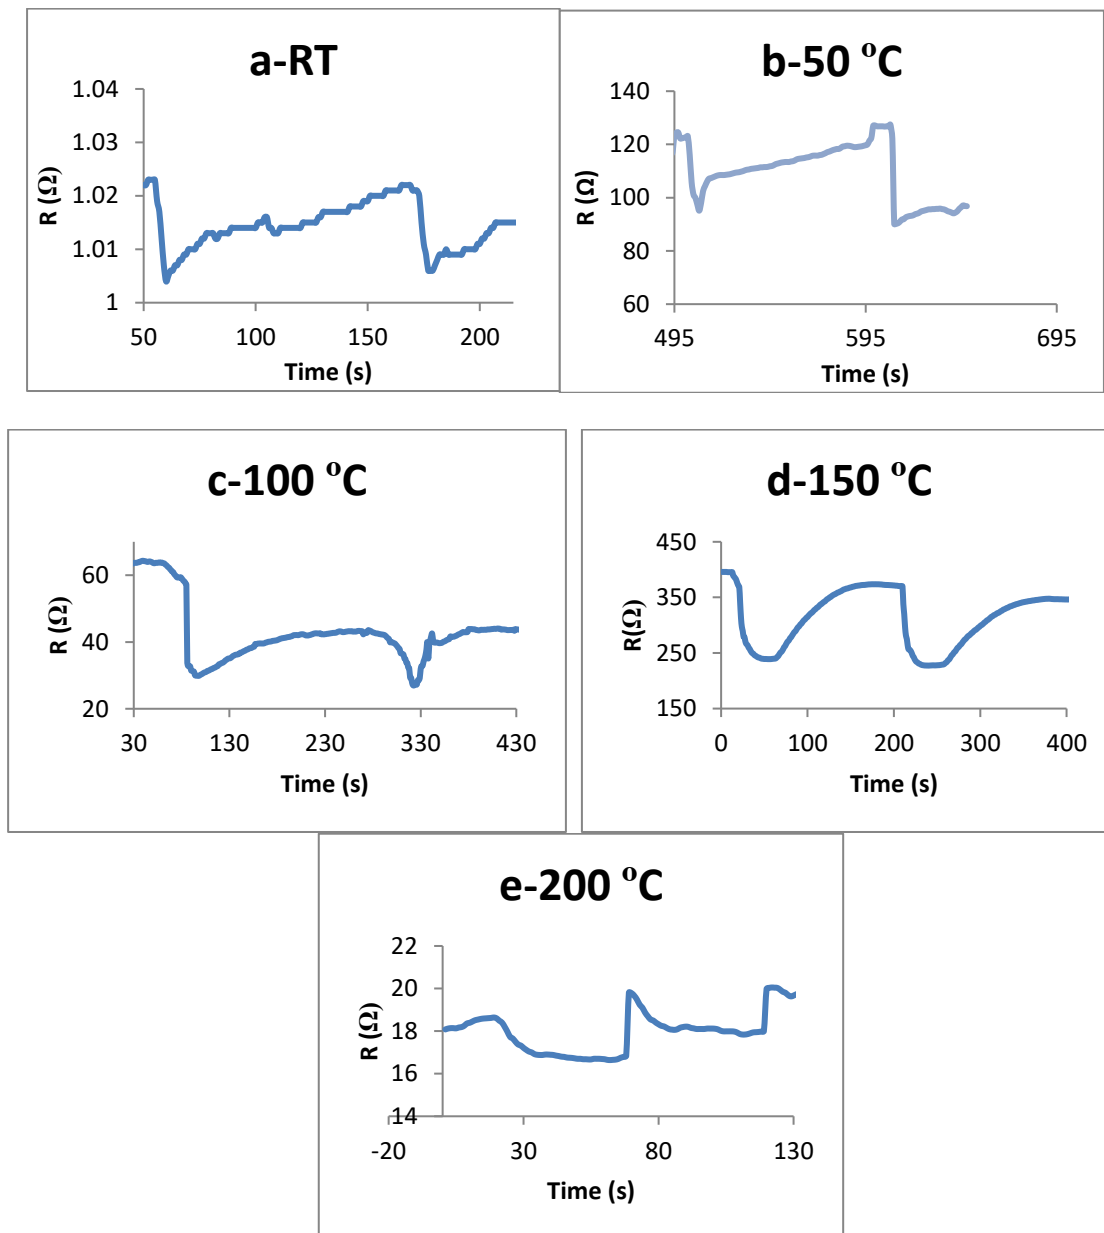 a-RT
1.04
1.03
1.02
1.01
1
R (Ω)
50 100 150 200
Time (s)
b-50 °C
140
120
100
80
60
R (Ω)
495 595 695
Time (s)
c-100 °C
60
40
20
R (Ω)
30 130 230 330 430
Time (s)
d-150 °C
450
350
250
150
R(Ω)
0 100 200 300 400
Time (s)
e-200 °C
22
20
18
16
14
R (Ω)
-20 30 80 130
Time (s)